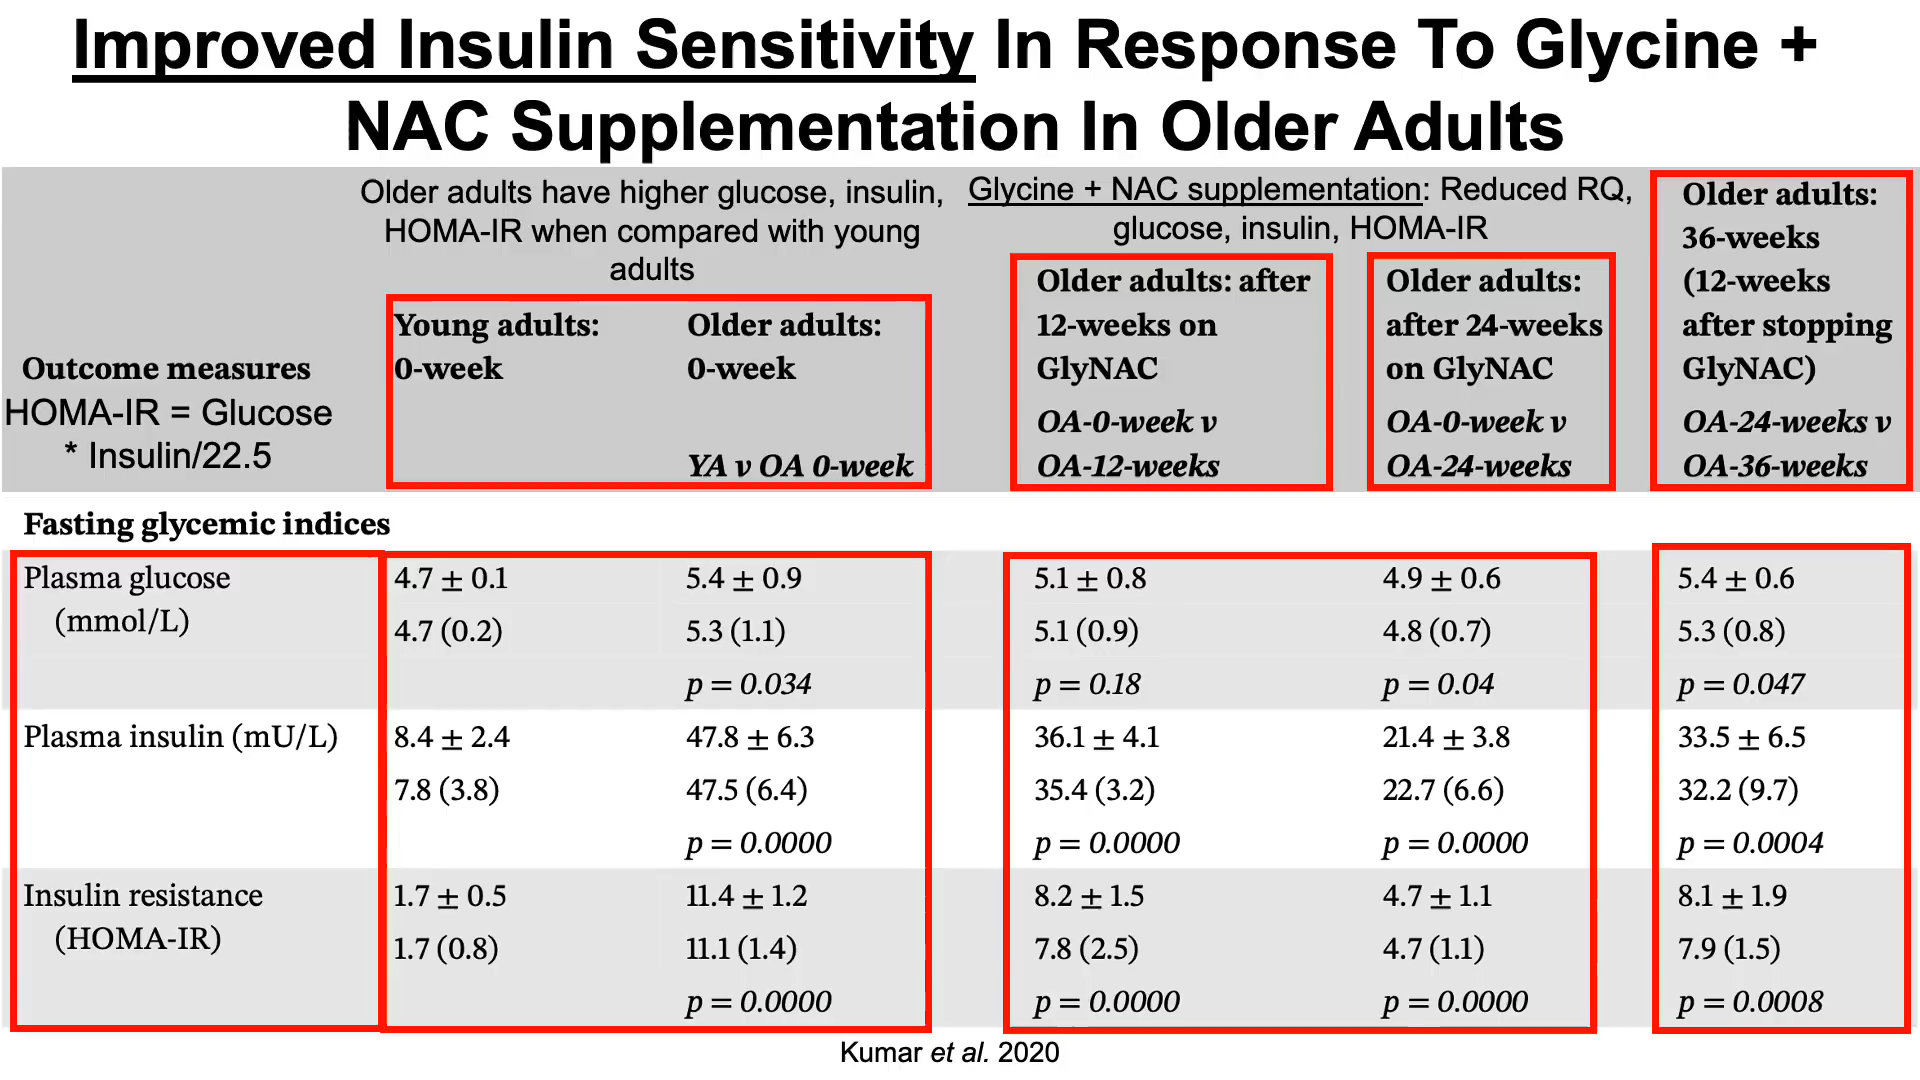 Improved Insulin Sensitivity In Response To Glycine +
NAC Supplementation In Older Adults
Older adults have higher glucose, insulin,
HOMA-IR when compared with young
adults
Glycine + NAC supplementation: Reduced RQ,
glucose, insulin, HOMA-IR
Outcome measures
HOMA-IR = Glucose
* Insulin/22.5
Young adults:
0-week
Older adults:
0-week
YA v OA 0-week
Older adults: after
12-weeks on
GlyNAC
OA-0-week v
OA-12-weeks
Older adults:
after 24-weeks
on GlyNAC
OA-0-week v
OA-24-weeks
Older adults:
36-weeks
(12-weeks
after stopping
GlyNAC)
OA-24-weeks v
OA-36-weeks
Fasting glycemic indices
Plasma glucose 4.7 ± 0.1 5.4 ± 0.9 5.1 ± 0.8 4.9 ± 0.6 5.4 ± 0.6
(mmol/L) 4.7 (0.2) 5.3 (1.1) 5.1 (0.9) 4.8 (0.7) 5.3 (0.8)
p = 0.034 p = 0.18 p = 0.04 p = 0.047
Plasma insulin (mU/L) 8.4 ± 2.4 47.8 ± 6.3 36.1 ± 4.1 21.4 ± 3.8 33.5 ± 6.5
7.8 (3.8) 47.5 (6.4) 35.4 (3.2) 22.7 (6.6) 32.2 (9.7)
p = 0.0000 p = 0.0000 p = 0.0000 p = 0.0004
Insulin resistance 1.7 ± 0.5 11.4 ± 1.2 8.2 ± 1.5 4.7 ± 1.1 8.1 ± 1.9
(HOMA-IR) 1.7 (0.8) 11.1 (1.4) 7.8 (2.5) 4.7 (1.1) 7.9 (1.5)
p = 0.0000 p = 0.0000 p = 0.0000 p = 0.0008
Kumar et al. 2020